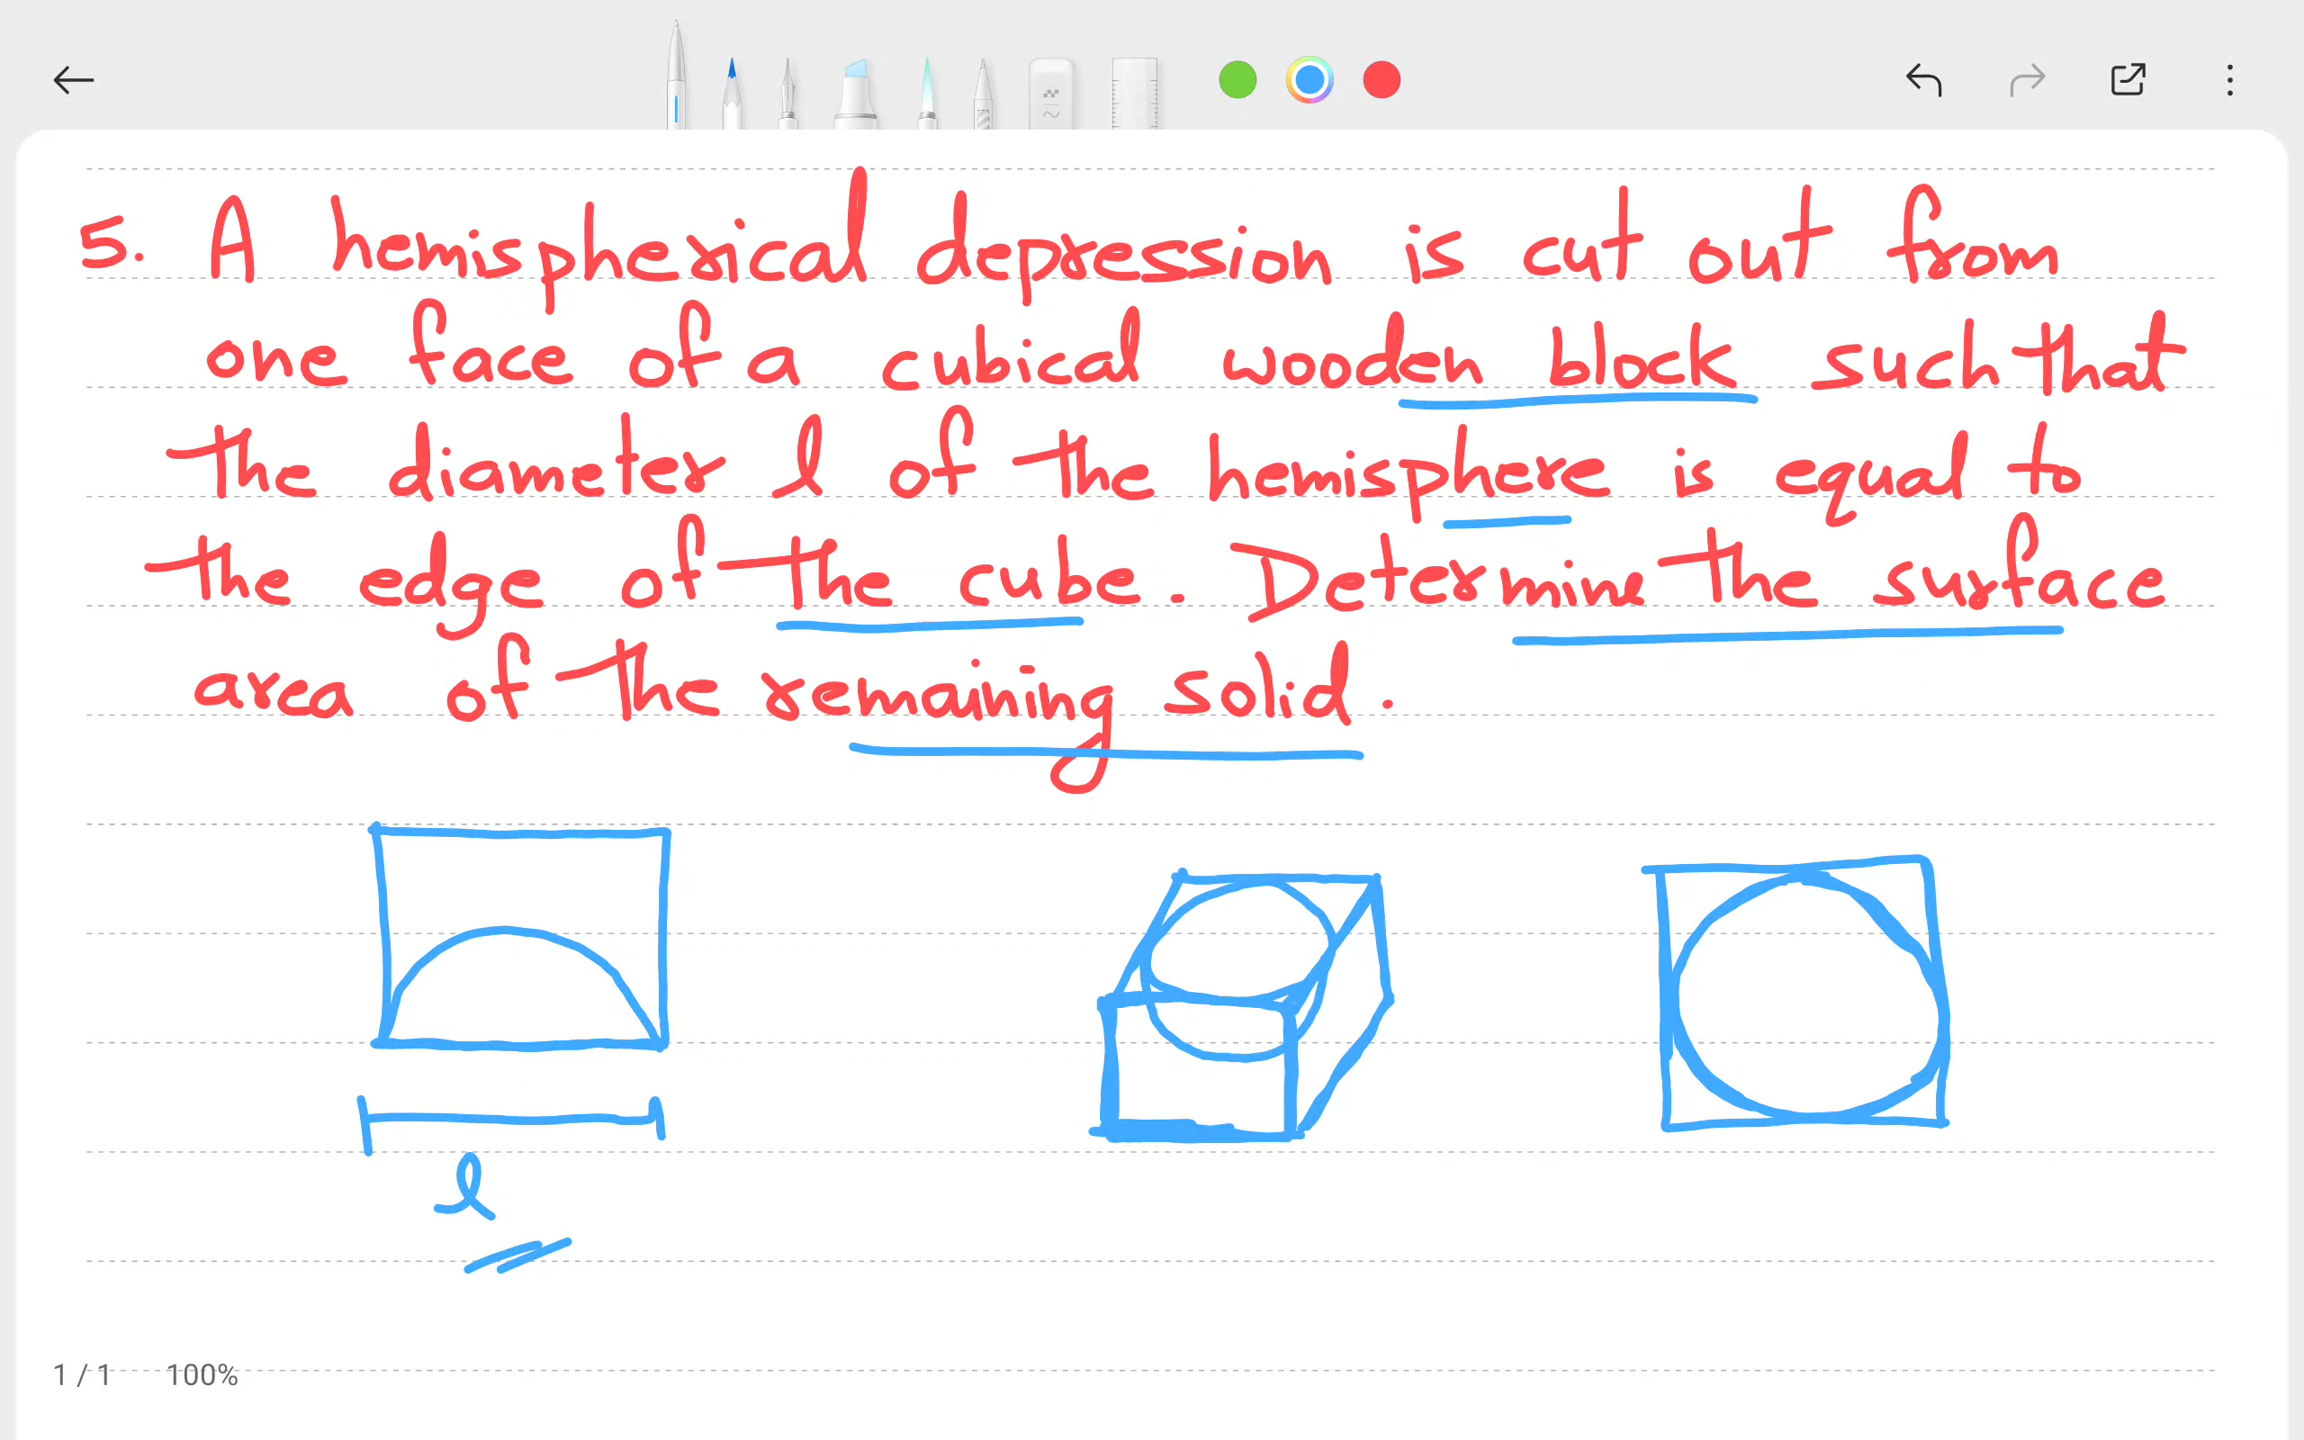 5. A hemispherical depression is cut out from
one face of a cubical wooden block such that
the diameter l of the hemisphere is equal to
the edge of the cube. Determine the surface
area of the remaining solid.
l
1 / 1 100%